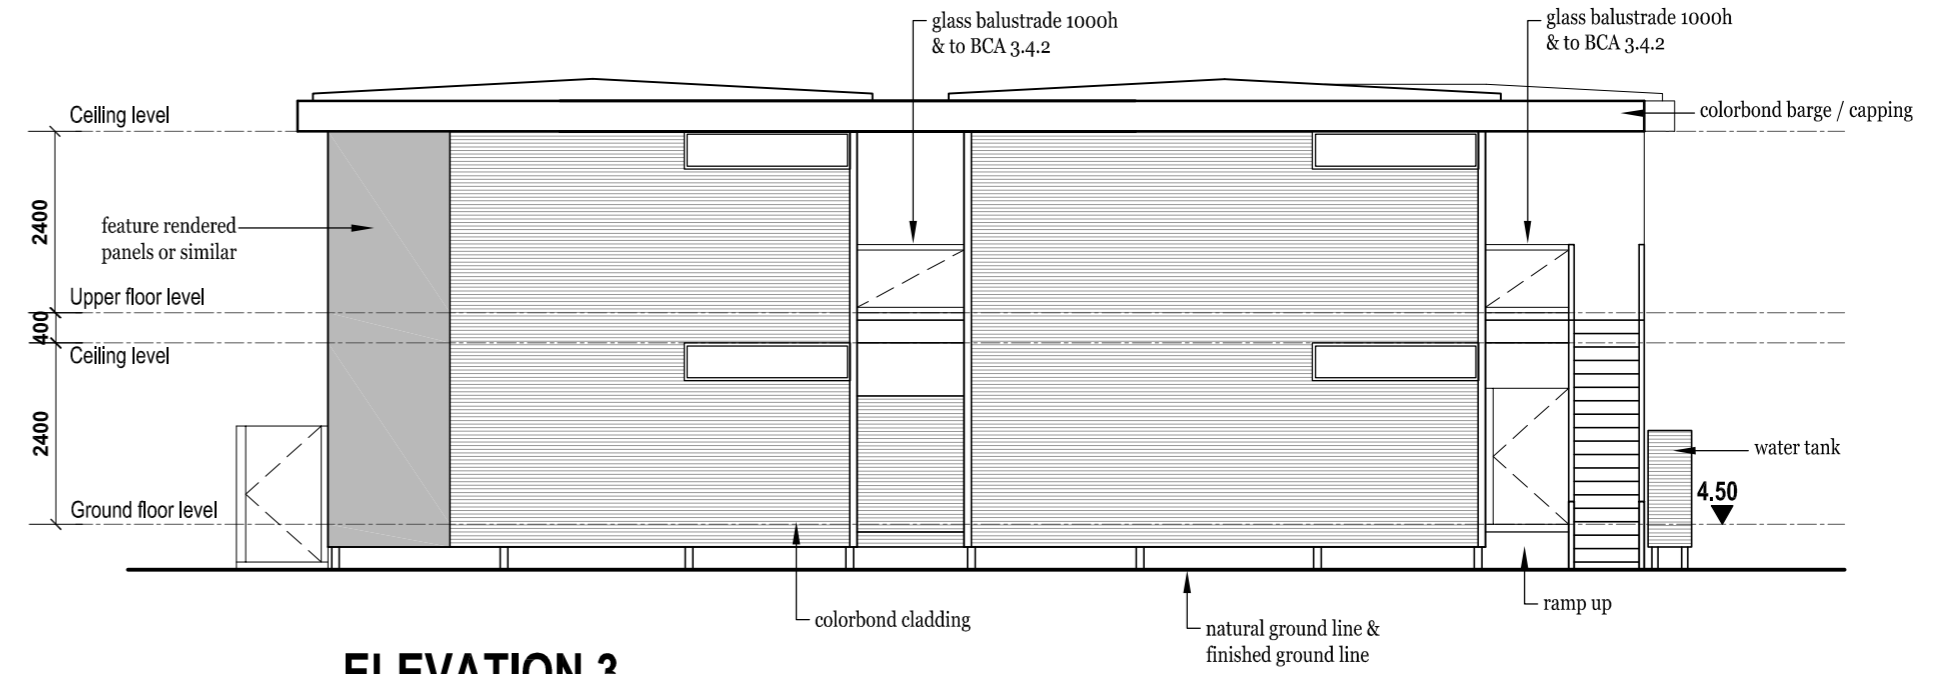 glass balustrade 1000h
& to BCA 3.4.2
glass balustrade 1000h
& to BCA 3.4.2
Ceiling level
colorbond barge / capping
2400
feature rendered
panels or similar
Upper floor level
400
Ceiling level
2400
water tank
4.50
Ground floor level
ramp up
colorbond cladding
natural ground line &
finished ground line
ELEVATION 3